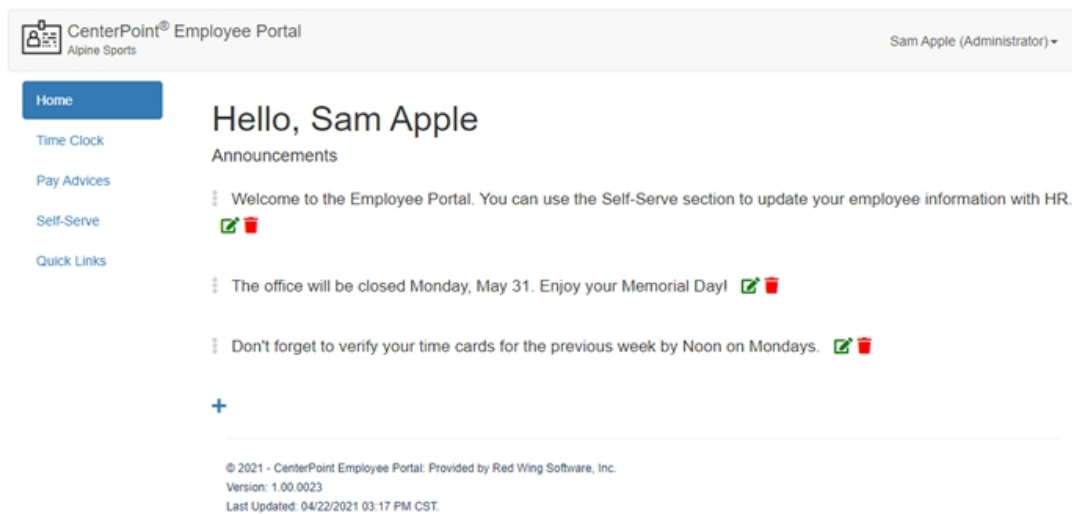 CenterPoint® Employee Portal
Alpine Sports
Sam Apple (Administrator)
Home
Time Clock
Pay Advices
Self-Serve
Quick Links
Hello, Sam Apple
Announcements
Welcome to the Employee Portal. You can use the Self-Serve section to update your employee information with HR.
The office will be closed Monday, May 31. Enjoy your Memorial Day!
Don't forget to verify your time cards for the previous week by Noon on Mondays.
© 2021 - CenterPoint Employee Portal: Provided by Red Wing Software, Inc.
Version: 1.00.0023
Last Updated: 04/22/2021 03:17 PM CST.